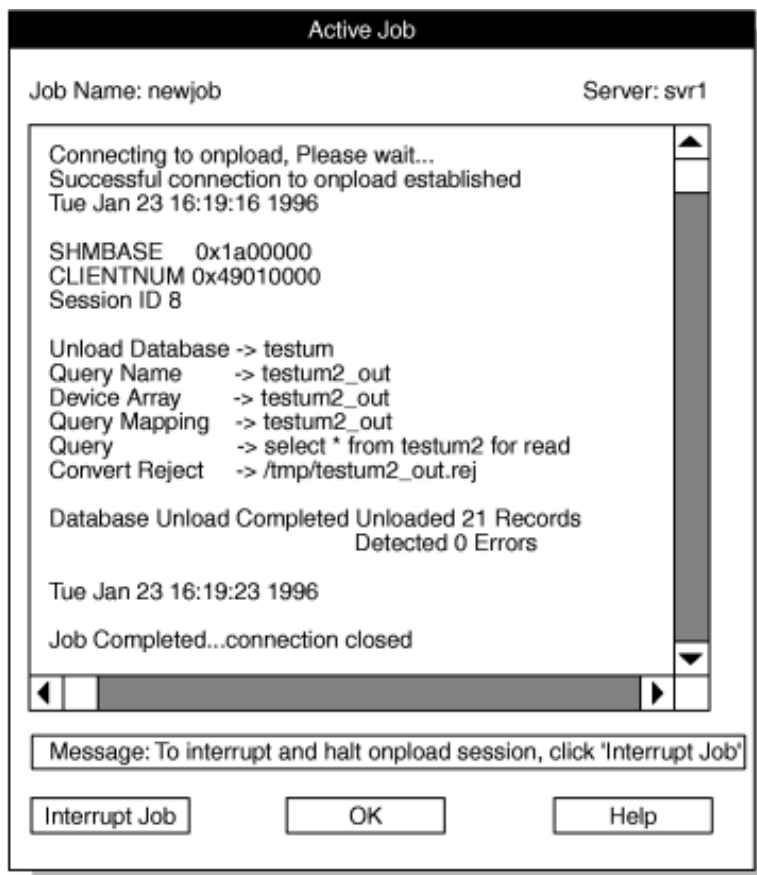 Active Job
Job Name: newjob Server: svr1
Connecting to onpload, Please wait...
Successful connection to onpload established
Tue Jan 23 16:19:16 1996
SHMBASE 0x1a00000
CLIENTNUM 0x49010000
Session ID 8
Unload Database -> testum
Query Name -> testum2_out
Device Array -> testum2_out
Query Mapping -> testum2_out
Query -> select * from testum2 for read
Convert Reject -> /tmp/testum2_out.rej
Database Unload Completed Unloaded 21 Records
Detected 0 Errors
Tue Jan 23 16:19:23 1996
Job Completed...connection closed
Message: To interrupt and halt onpload session, click 'Interrupt Job'
Interrupt Job OK Help